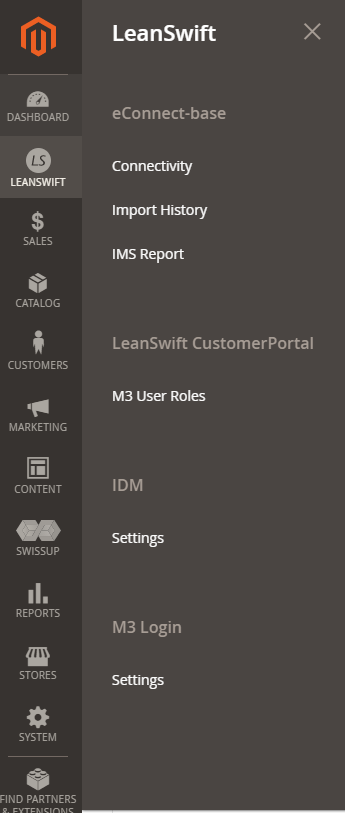 LeanSwift
eConnect-base
Connectivity
Import History
IMS Report
LeanSwift CustomerPortal
M3 User Roles
IDM
Settings
M3 Login
Settings
DASHBOARD
LS
LEANSWIFT
$
SALES
CATALOG
CUSTOMERS
MARKETING
CONTENT
SWISSUP
REPORTS
STORES
SYSTEM
FIND PARTNERS
& EXTENSIONS